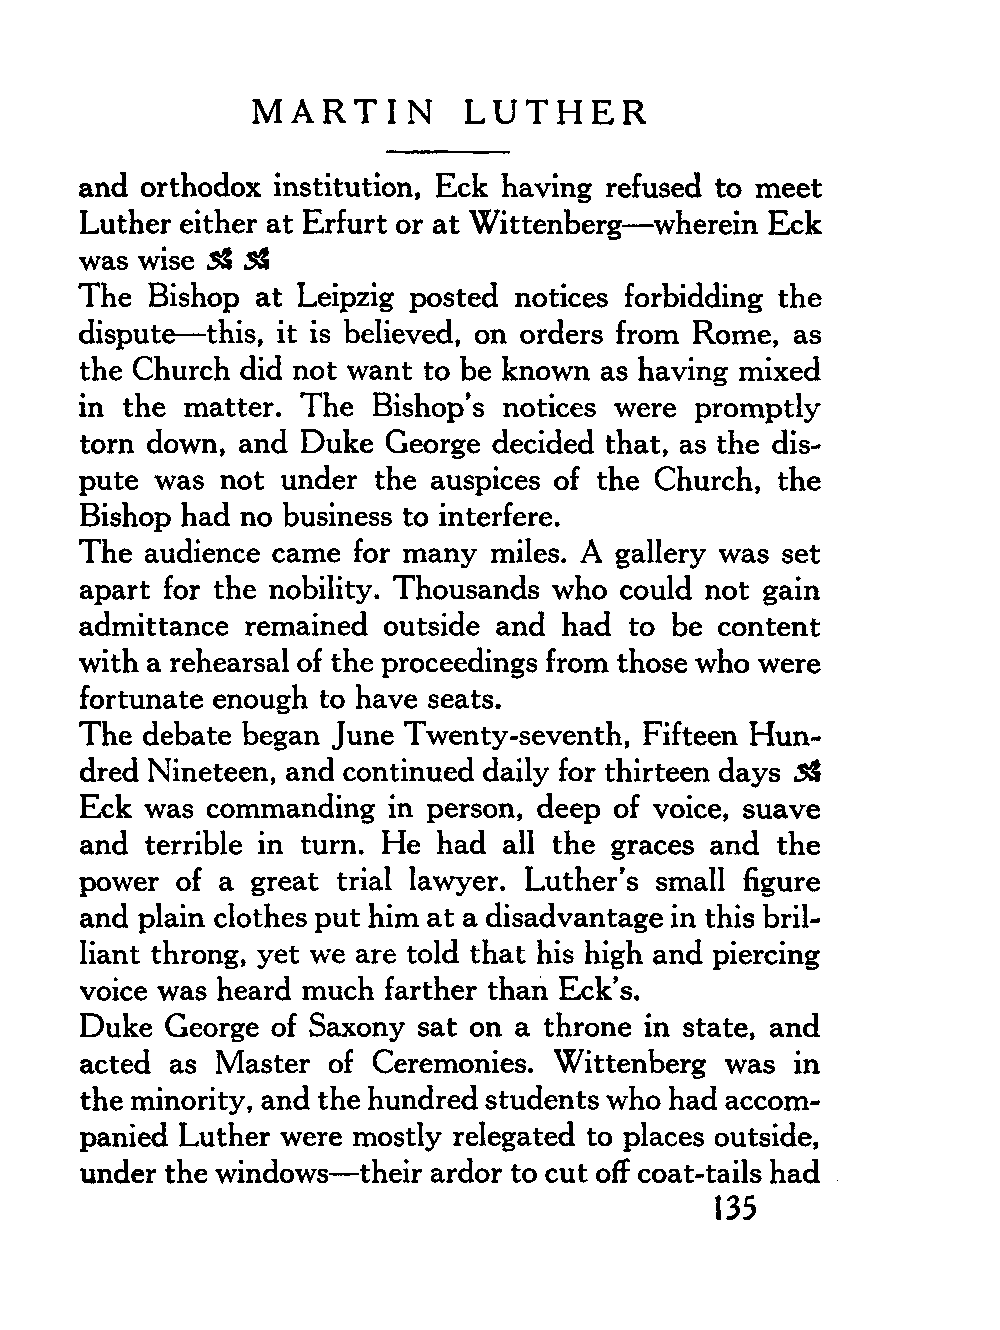 MARTIN LUTHER
and orthodox institution, Eck having refused to meet
Luther either at Erfurt or at Wittenberg—wherein Eck
was wise
The Bishop at Leipzig posted notices forbidding the
dispute—this, it is believed, on orders from Rome, as
the Church did not want to be known as having mixed
in the matter. The Bishop's notices were promptly
torn down, and Duke George decided that, as the dis-
pute was not under the auspices of the Church, the
Bishop had no business to interfere.
The audience came for many miles. A gallery was set
apart for the nobility. Thousands who could not gain
admittance remained outside and had to be content
with a rehearsal of the proceedings from those who were
fortunate enough to have seats.
The debate began June Twenty-seventh, Fifteen Hun-
dred Nineteen, and continued daily for thirteen days
Eck was commanding in person, deep of voice, suave
and terrible in turn. He had all the graces and the
power of a great trial lawyer. Luther's small figure
and plain clothes put him at a disadvantage in this bril-
liant throng, yet we are told that his high and piercing
voice was heard much farther than Eck's.
Duke George of Saxony sat on a throne in state, and
acted as Master of Ceremonies. Wittenberg was in
the minority, and the hundred students who had accom-
panied Luther were mostly relegated to places outside,
under the windows—their ardor to cut off coat-tails had
135